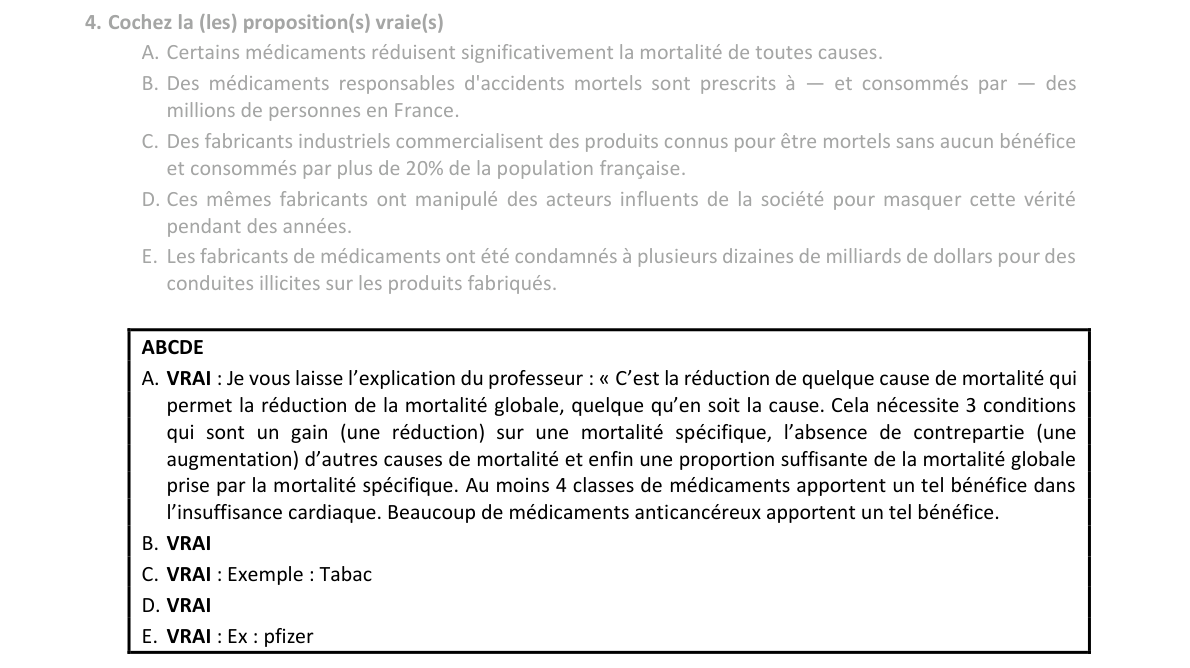 4. Cochez la (les) proposition(s) vraie(s)
A. Certains médicaments réduisent significativement la mortalité de toutes causes.
B. Des médicaments responsables d'accidents mortels sont prescrits à — et consommés par — des
millions de personnes en France.
C. Des fabricants industriels commercialisent des produits connus pour être mortels sans aucun bénéfice
et consommés par plus de 20% de la population française.
D. Ces mêmes fabricants ont manipulé des acteurs influents de la société pour masquer cette vérité
pendant des années.
E. Les fabricants de médicaments ont été condamnés à plusieurs dizaines de milliards de dollars pour des
conduites illicites sur les produits fabriqués.
ABCDE
A. VRAI : Je vous laisse l’explication du professeur : « C’est la réduction de quelque cause de mortalité qui
permet la réduction de la mortalité globale, quelque qu’en soit la cause. Cela nécessite 3 conditions
qui sont un gain (une réduction) sur une mortalité spécifique, l’absence de contrepartie (une
augmentation) d’autres causes de mortalité et enfin une proportion suffisante de la mortalité globale
prise par la mortalité spécifique. Au moins 4 classes de médicaments apportent un tel bénéfice dans
l’insuffisance cardiaque. Beaucoup de médicaments anticancéreux apportent un tel bénéfice.
B. VRAI
C. VRAI : Exemple : Tabac
D. VRAI
E. VRAI : Ex : pfizer